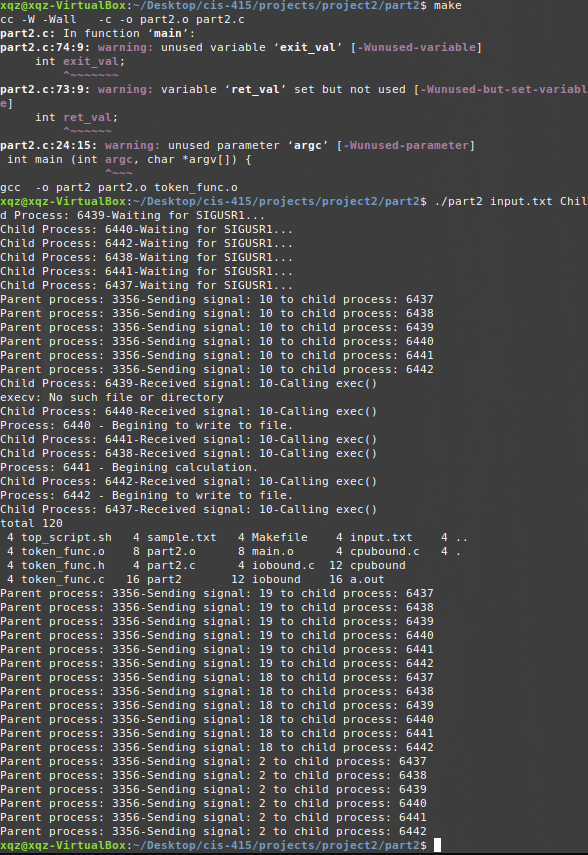 xqz@xqz-VirtualBox:~/Desktop/cis-415/projects/project2/part2$ make
cc -W -Wall   -c -o part2.o part2.c
part2.c: In function ‘main’:
part2.c:74:9: warning: unused variable ‘exit_val’ [-Wunused-variable]
     int exit_val;
         ^~~~~~~~
part2.c:73:9: warning: variable ‘ret_val’ set but not used [-Wunused-but-set-variabl
e]
     int ret_val;
         ^~~~~~~
part2.c:24:15: warning: unused parameter ‘argc’ [-Wunused-parameter]
 int main (int argc, char *argv[]) {
               ^~~~
gcc  -o part2 part2.o token_func.o
xqz@xqz-VirtualBox:~/Desktop/cis-415/projects/project2/part2$ ./part2 input.txt Chil
d Process: 6439-Waiting for SIGUSR1...
Child Process: 6440-Waiting for SIGUSR1...
Child Process: 6442-Waiting for SIGUSR1...
Child Process: 6438-Waiting for SIGUSR1...
Child Process: 6441-Waiting for SIGUSR1...
Child Process: 6437-Waiting for SIGUSR1...
Parent process: 3356-Sending signal: 10 to child process: 6437
Parent process: 3356-Sending signal: 10 to child process: 6438
Parent process: 3356-Sending signal: 10 to child process: 6439
Parent process: 3356-Sending signal: 10 to child process: 6440
Parent process: 3356-Sending signal: 10 to child process: 6441
Parent process: 3356-Sending signal: 10 to child process: 6442
Child Process: 6439-Received signal: 10-Calling exec()
execv: No such file or directory
Child Process: 6440-Received signal: 10-Calling exec()
Process: 6440 - Begining to write to file.
Child Process: 6441-Received signal: 10-Calling exec()
Child Process: 6438-Received signal: 10-Calling exec()
Process: 6441 - Begining calculation.
Child Process: 6442-Received signal: 10-Calling exec()
Process: 6442 - Begining to write to file.
Child Process: 6437-Received signal: 10-Calling exec()
total 120
 4 top_script.sh   4 sample.txt   4 Makefile    4 input.txt    4 ..
 4 token_func.o    8 part2.o      8 main.o      4 cpubound.c   4 .
 4 token_func.h    4 part2.c      4 iobound.c  12 cpubound
 4 token_func.c   16 part2       12 iobound    16 a.out
Parent process: 3356-Sending signal: 19 to child process: 6437
Parent process: 3356-Sending signal: 19 to child process: 6438
Parent process: 3356-Sending signal: 19 to child process: 6439
Parent process: 3356-Sending signal: 19 to child process: 6440
Parent process: 3356-Sending signal: 19 to child process: 6441
Parent process: 3356-Sending signal: 19 to child process: 6442
Parent process: 3356-Sending signal: 18 to child process: 6437
Parent process: 3356-Sending signal: 18 to child process: 6438
Parent process: 3356-Sending signal: 18 to child process: 6439
Parent process: 3356-Sending signal: 18 to child process: 6440
Parent process: 3356-Sending signal: 18 to child process: 6441
Parent process: 3356-Sending signal: 18 to child process: 6442
Parent process: 3356-Sending signal: 2 to child process: 6437
Parent process: 3356-Sending signal: 2 to child process: 6438
Parent process: 3356-Sending signal: 2 to child process: 6439
Parent process: 3356-Sending signal: 2 to child process: 6440
Parent process: 3356-Sending signal: 2 to child process: 6441
Parent process: 3356-Sending signal: 2 to child process: 6442
xqz@xqz-VirtualBox:~/Desktop/cis-415/projects/project2/part2$